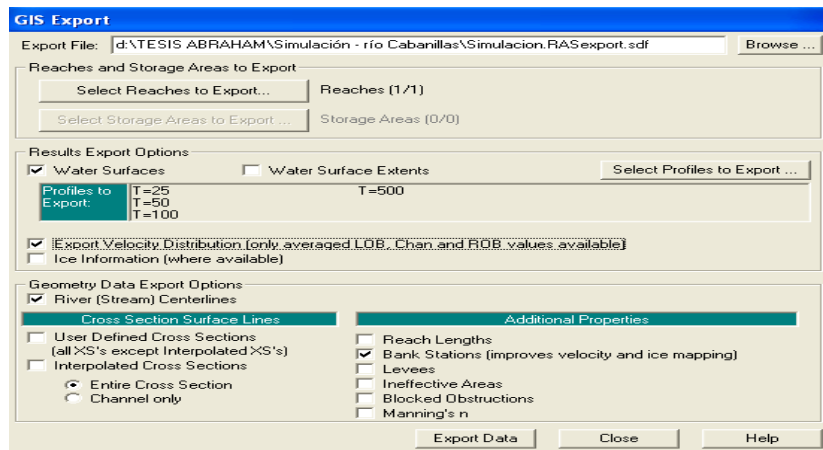 GIS Export
Export File: d:\TESIS ABRAHAM\Simulación - río Cabanillas\Simulacion.RASexport.sdf Browse ...
Reaches and Storage Areas to Export
Select Reaches to Export... Reaches (1/1)
Select Storage Areas to Export ... Storage Areas (0/0)
Results Export Options
Water Surfaces Water Surface Extents Select Profiles to Export ...
Profiles to Export: T=25 T=500
T=50
T=100
Export Velocity Distribution (only averaged LOB, Chan and ROB values available)
Ice Information (where available)
Geometry Data Export Options
River (Stream) Centerlines
Cross Section Surface Lines Additional Properties
User Defined Cross Sections Reach Lengths
(all XS's except Interpolated XS's) Bank Stations (improves velocity and ice mapping)
Interpolated Cross Sections Levees
Entire Cross Section Ineffective Areas
Channel only Blocked Obstructions
Manning's n
Export Data Close Help